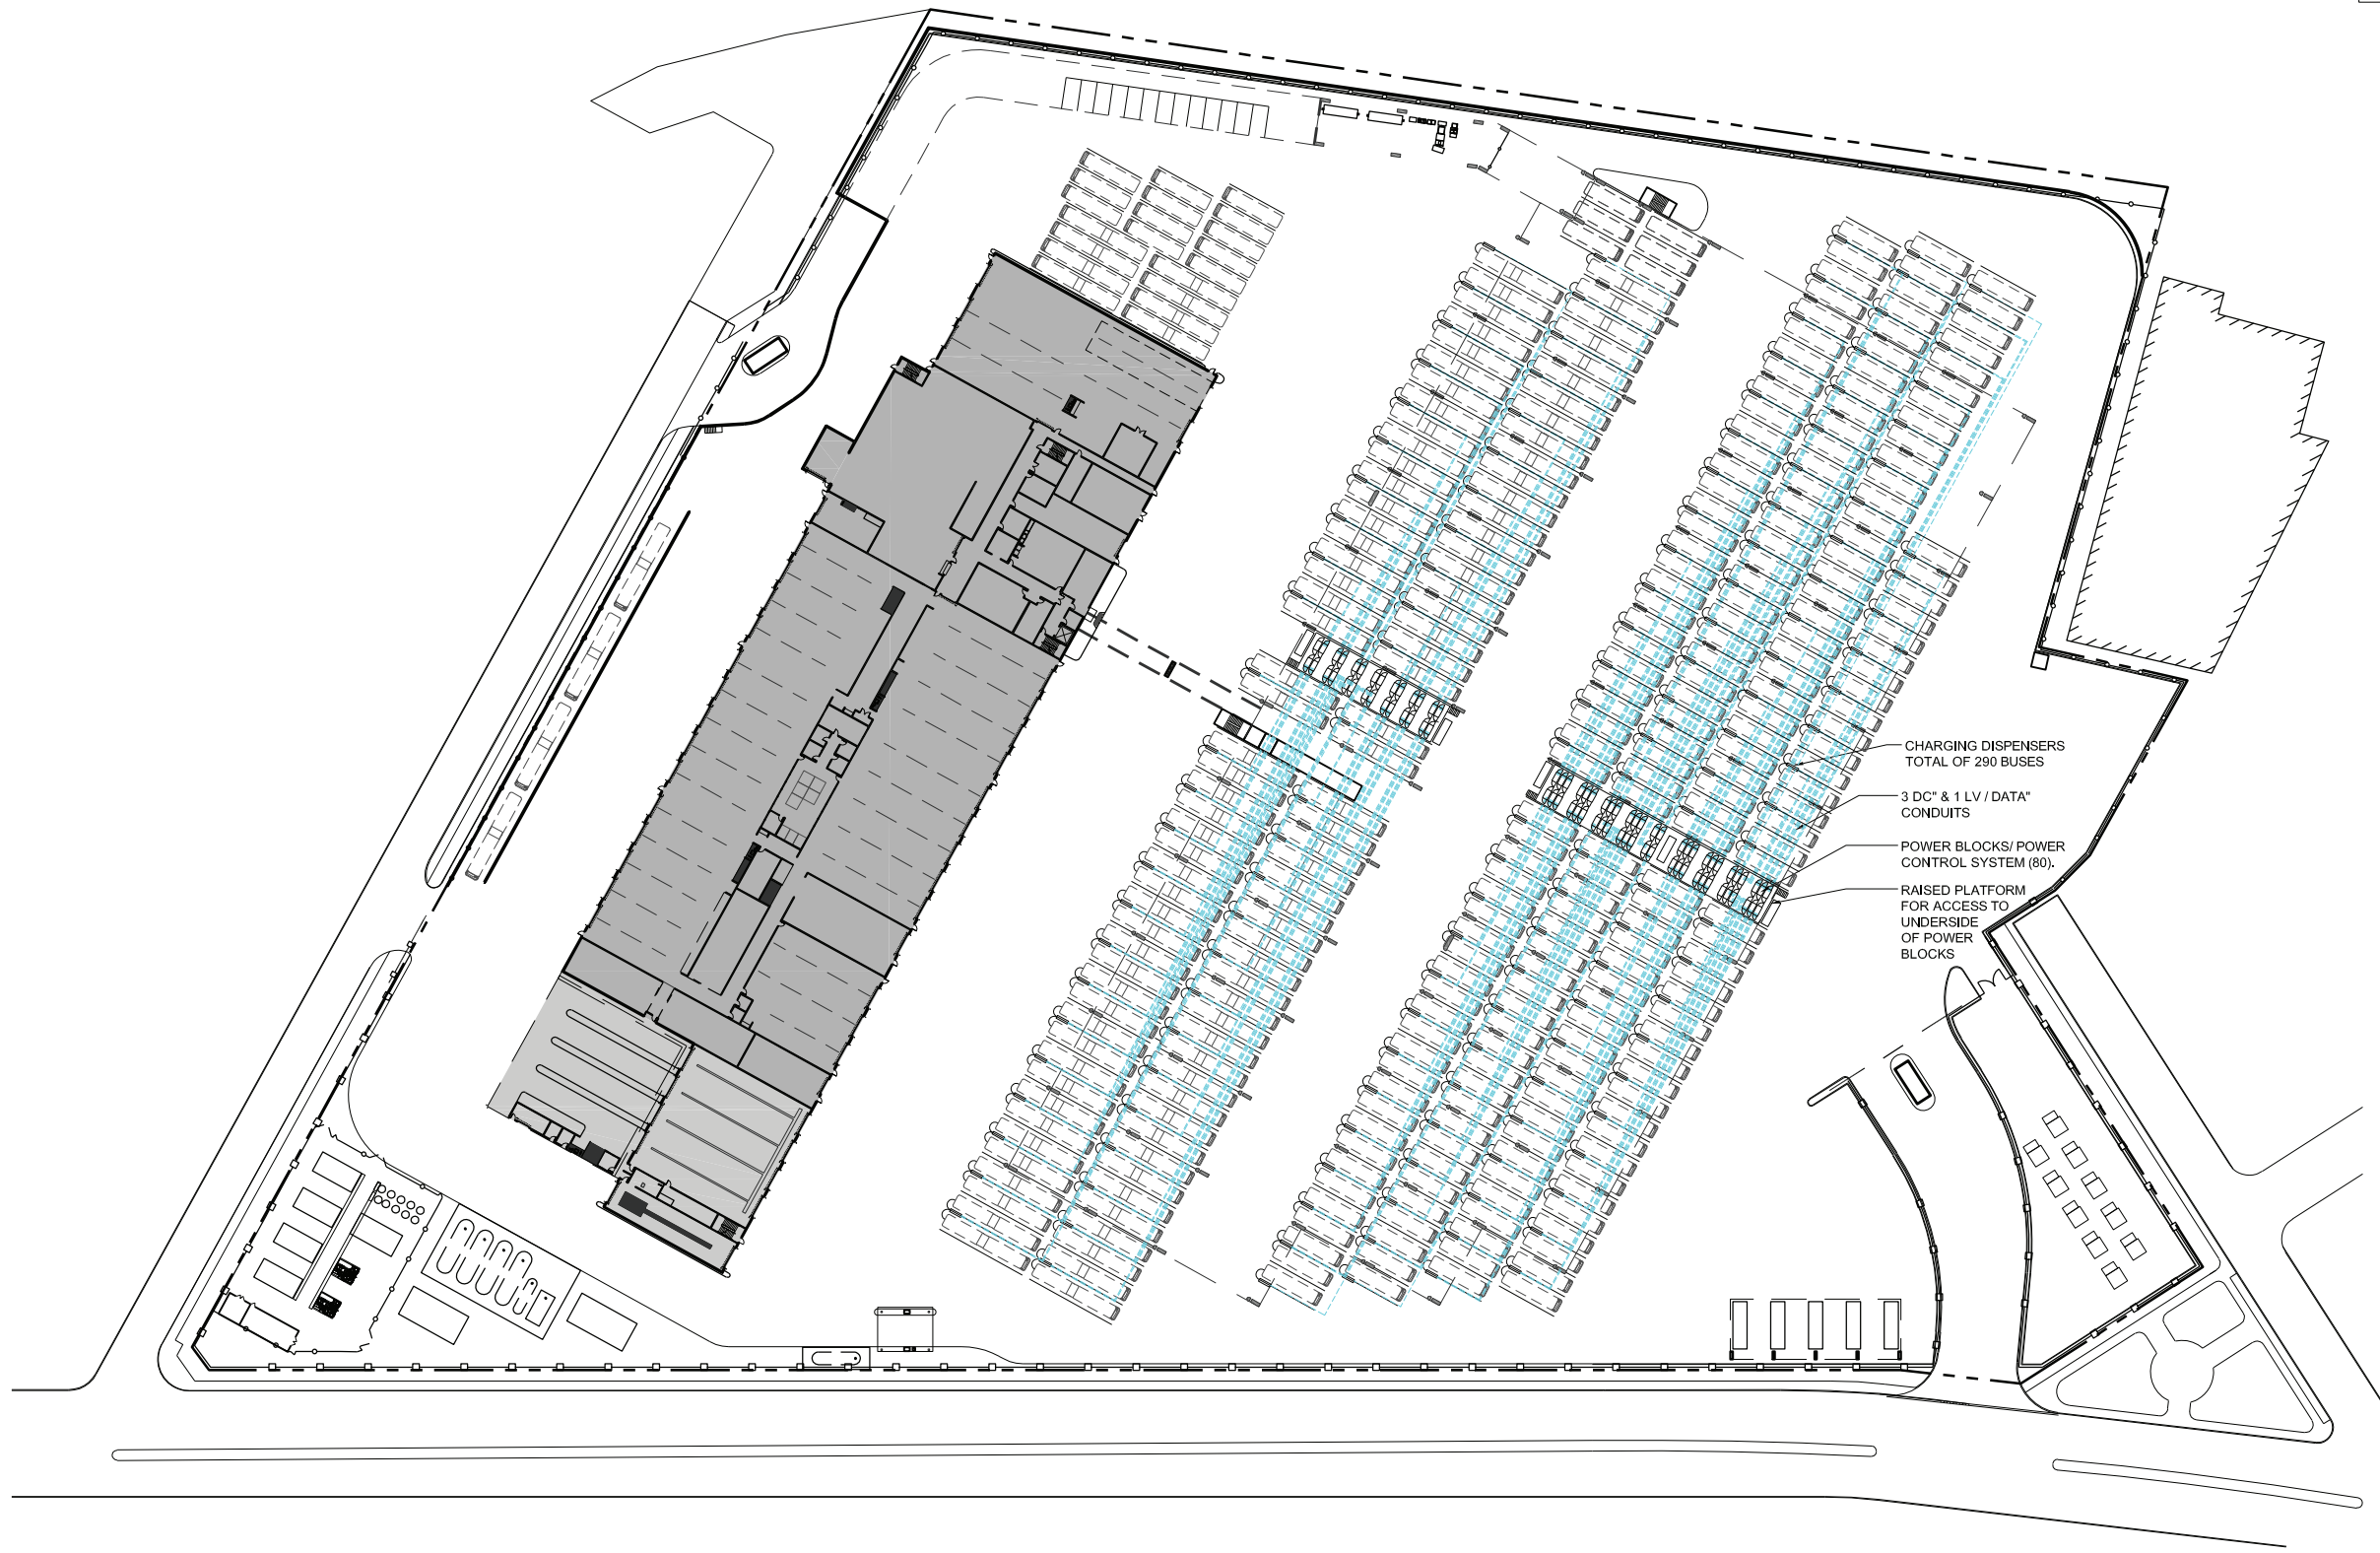 CHARGING DISPENSERS
TOTAL OF 290 BUSES
3 DC" & 1 LV / DATA"
CONDUITS
POWER BLOCKS/ POWER
CONTROL SYSTEM (80).
RAISED PLATFORM
FOR ACCESS TO
UNDERSIDE
OF POWER
BLOCKS